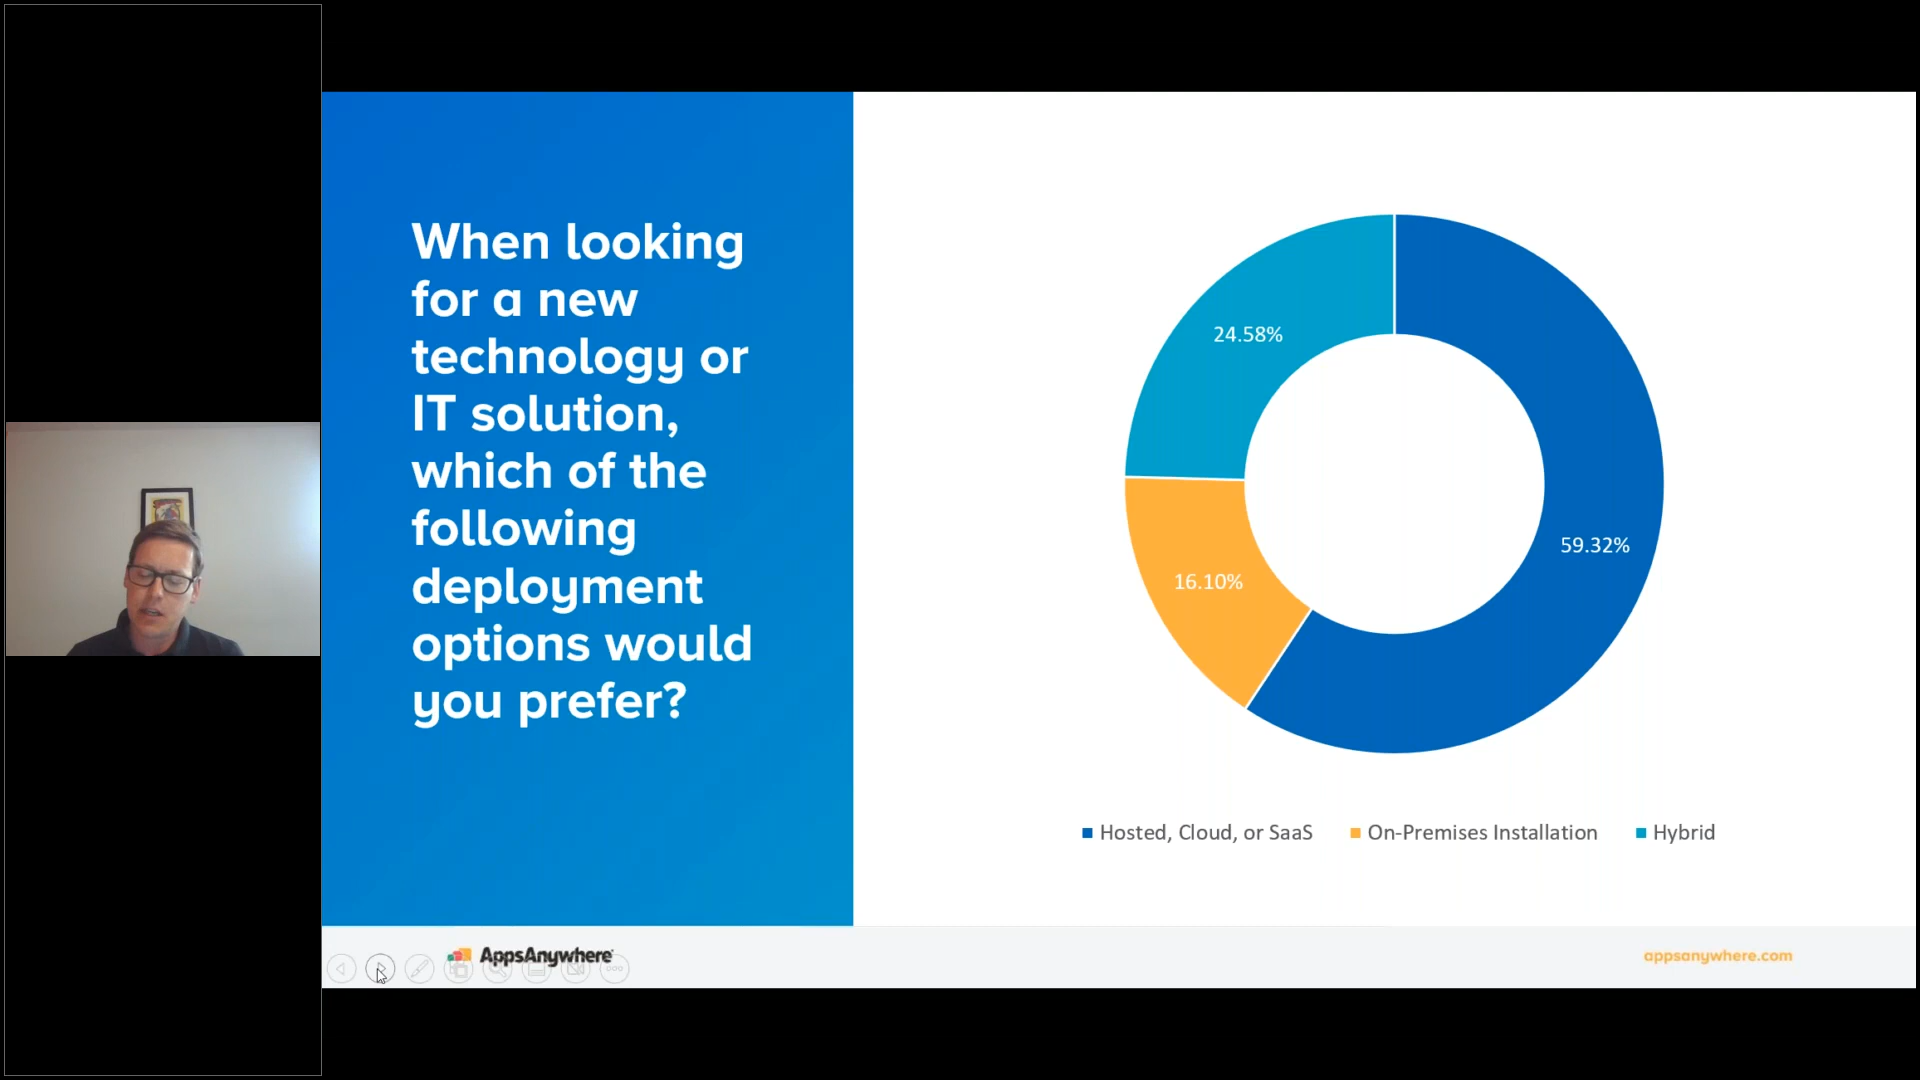 When looking
for a new
technology or
IT solution,
which of the
following
deployment
options would
you prefer?
24.58%
59.32%
16.10%
Hosted, Cloud, or SaaS
On-Premises Installation
Hybrid
AppsAnywhere
appsanywhere.com